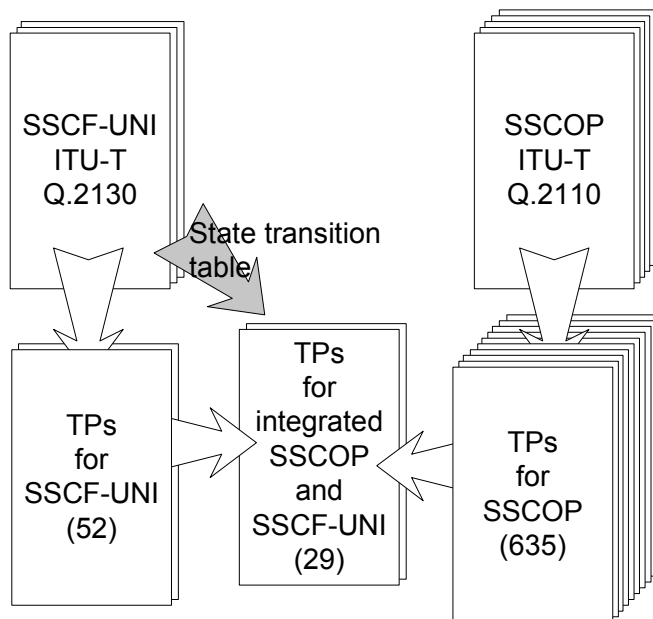 SSCF-UNI
ITU-T
Q.2130
SSCOP
ITU-T
Q.2110
State transition
table
TPs
for
SSCF-UNI
(52)
TPs
for
integrated
SSCOP
and
SSCF-UNI
(29)
TPs
for
SSCOP
(635)